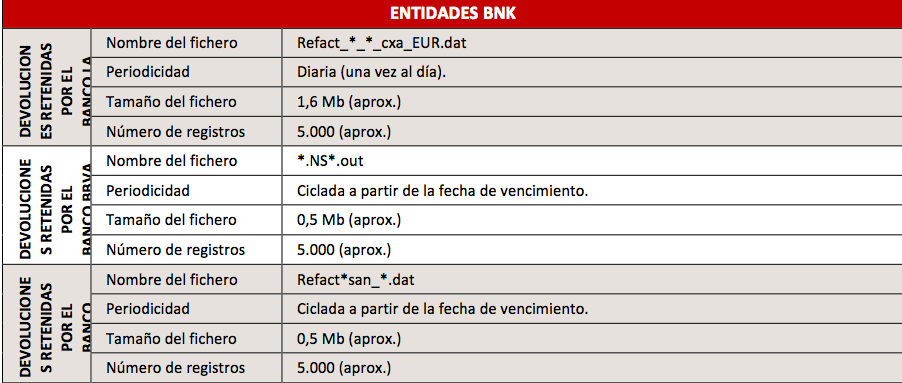 ENTIDADES BNK
DEVOLUCION
ES RETENIDAS
POR EL
BANCO LA
Nombre del fichero Refact_*_*_cxa_EUR.dat
Periodicidad Diaria (una vez al día).
Tamaño del fichero 1,6 Mb (aprox.)
Número de registros 5.000 (aprox.)
DEVOLUCIONE
S RETENIDAS
POR EL
BANCO BBVA
Nombre del fichero *.NS*.out
Periodicidad Ciclada a partir de la fecha de vencimiento.
Tamaño del fichero 0,5 Mb (aprox.)
Número de registros 5.000 (aprox.)
DEVOLUCIONE
S RETENIDAS
POR EL
BANCO
Nombre del fichero Refact*san_*.dat
Periodicidad Ciclada a partir de la fecha de vencimiento.
Tamaño del fichero 0,5 Mb (aprox.)
Número de registros 5.000 (aprox.)